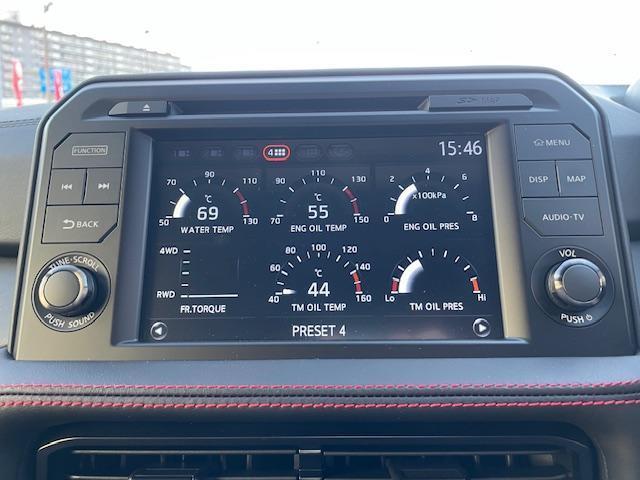 SD MAP
FUNCTION
BACK
TUNE·SCROLL
PUSH SOUND
4
15:46
70 90 110
50 130
°C
69
WATER TEMP
90 110 130
70 150
°C
55
ENG OIL TEMP
2 4 6
0 8
x100kPa
ENG OIL PRES
4WD
RWD
FR.TORQUE
80 100 120
60 140
40 160
°C
44
TM OIL TEMP
Lo Hi
TM OIL PRES
PRESET 4
MENU
DISP MAP
AUDIO·TV
VOL
PUSH